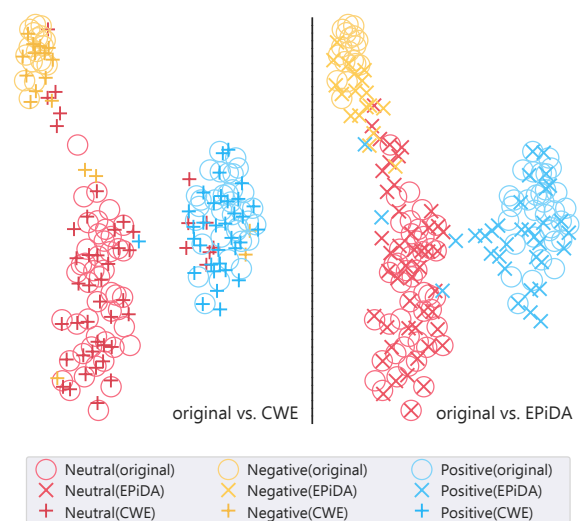 original vs. CWE
original vs. EPiDA
Neutral(original) Negative(original) Positive(original)
Neutral(EPiDA) Negative(EPiDA) Positive(EPiDA)
Neutral(CWE) Negative(CWE) Positive(CWE)